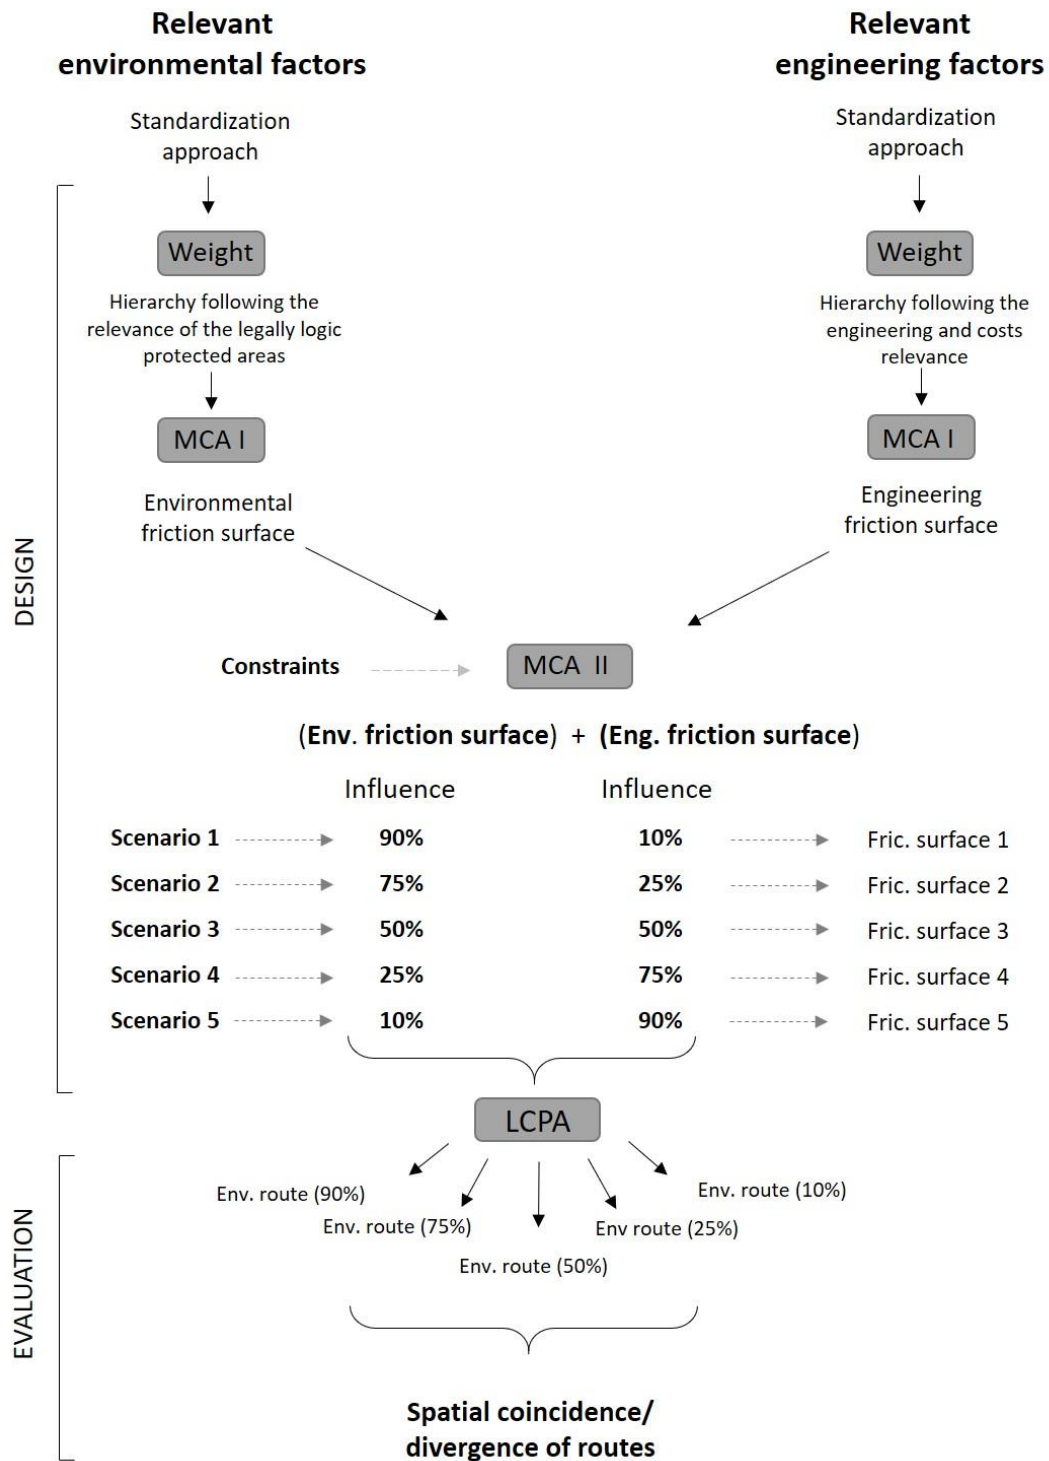 Relevant
environmental factors
Relevant
engineering factors
Standardization
approach
Standardization
approach
Weight
Weight
Hierarchy following the
relevance of the legally logic
protected areas
Hierarchy following the
engineering and costs
relevance
MCA I
MCA I
Environmental
friction surface
Engineering
friction surface
DESIGN
Constraints
MCA II
(Env. friction surface) + (Eng. friction surface)
Influence Influence
Scenario 1 90% 10% Fric. surface 1
Scenario 2 75% 25% Fric. surface 2
Scenario 3 50% 50% Fric. surface 3
Scenario 4 25% 75% Fric. surface 4
Scenario 5 10% 90% Fric. surface 5
LCPA
EVALUATION
Env. route (90%)
Env. route (75%)
Env. route (50%)
Env route (25%)
Env. route (10%)
Spatial coincidence/
divergence of routes